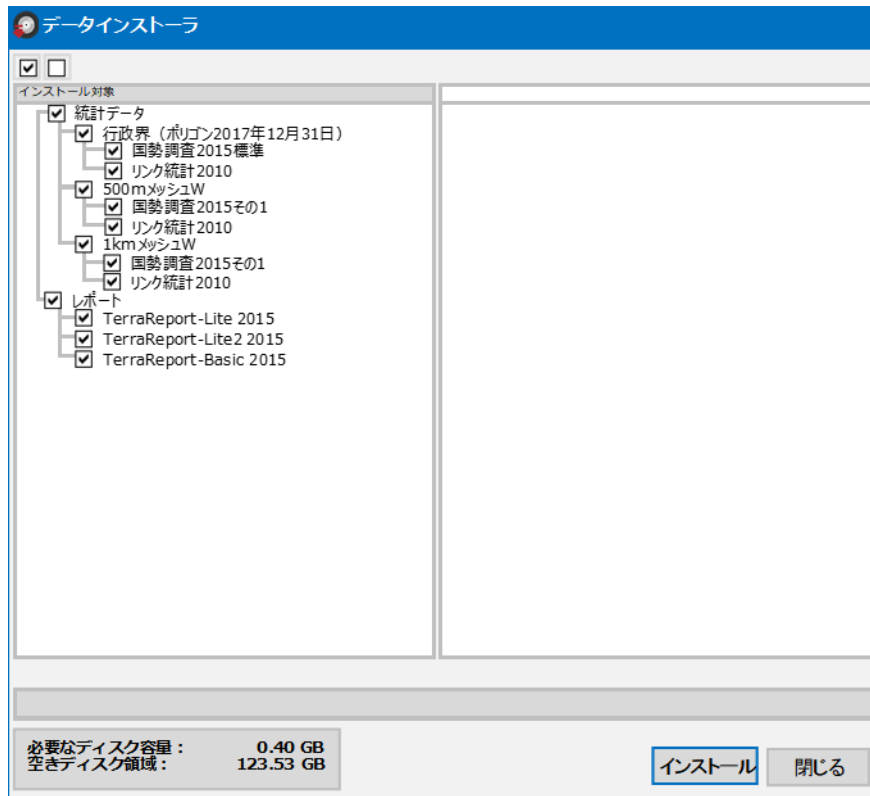 データインストーラ
インストール対象
統計データ
行政界（ポリゴン2017年12月31日）
国勢調査2015標準
リンク統計2010
500mメッシュW
国勢調査2015その1
リンク統計2010
1kmメッシュW
国勢調査2015その1
リンク統計2010
レポート
TerraReport-Lite 2015
TerraReport-Lite2 2015
TerraReport-Basic 2015
必要なディスク容量： 0.40 GB
空きディスク領域： 123.53 GB
インストール 閉じる